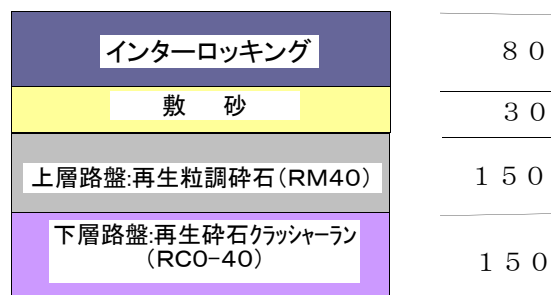 インターロッキング
８０
敷　砂
３０
上層路盤:再生粒調砕石（RM40）
１５０
下層路盤:再生砕石ｸﾗｯｼｬｰﾗﾝ
（RC0-40）
１５０